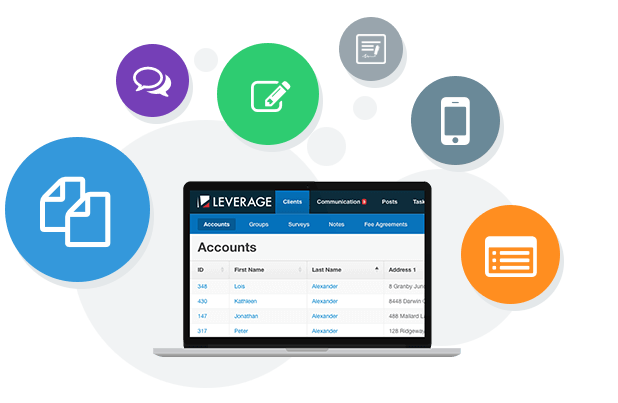 LEVERAGE Clients Communication 5 Posts
Accounts Groups Surveys Notes Fee Agreements
Accounts
ID First Name Last Name Address 1
348 Lois Alexander 8 Granby Jun
430 Kathleen Alexander 8448 Darwin
147 Jonathan Alexander 488 Mallard L
317 Peter Alexander 128 Ridgeway